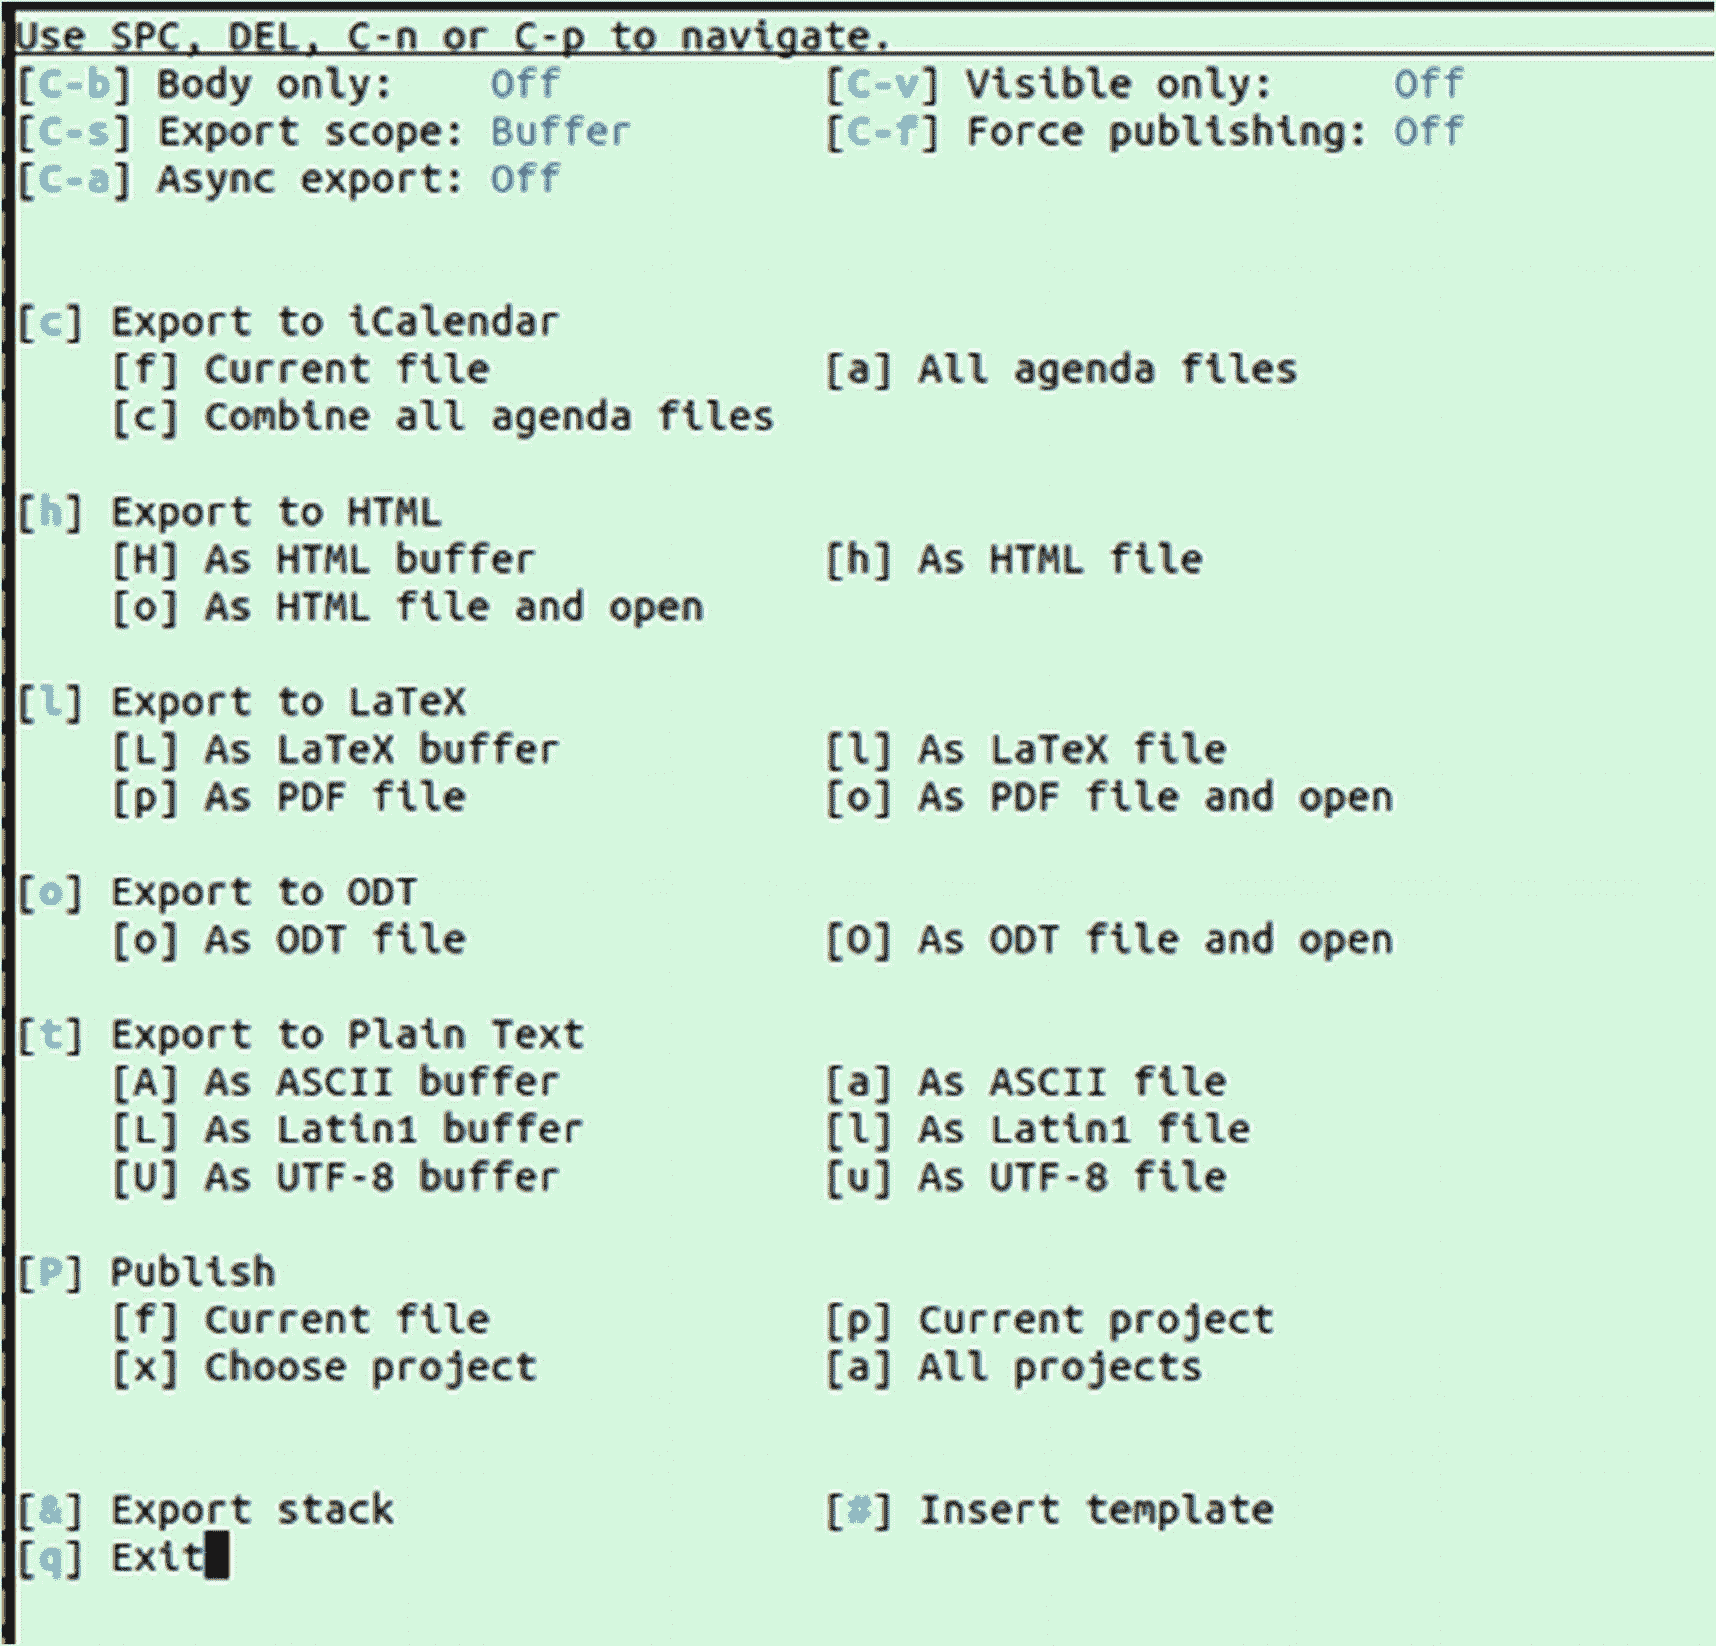 Use SPC, DEL, C-n or C-p to navigate.
[C-b] Body only:    Off           [C-v] Visible only:     Off
[C-s] Export scope: Buffer        [C-f] Force publishing: Off
[C-a] Async export: Off
[c] Export to iCalendar
    [f] Current file              [a] All agenda files
    [c] Combine all agenda files
[h] Export to HTML
    [H] As HTML buffer            [h] As HTML file
    [o] As HTML file and open
[l] Export to LaTeX
    [L] As LaTeX buffer           [l] As LaTeX file
    [p] As PDF file               [o] As PDF file and open
[o] Export to ODT
    [o] As ODT file               [O] As ODT file and open
[t] Export to Plain Text
    [A] As ASCII buffer           [a] As ASCII file
    [L] As Latin1 buffer          [l] As Latin1 file
    [U] As UTF-8 buffer           [u] As UTF-8 file
[P] Publish
    [f] Current file              [p] Current project
    [x] Choose project            [a] All projects
[&] Export stack                  [#] Insert template
[q] Exit